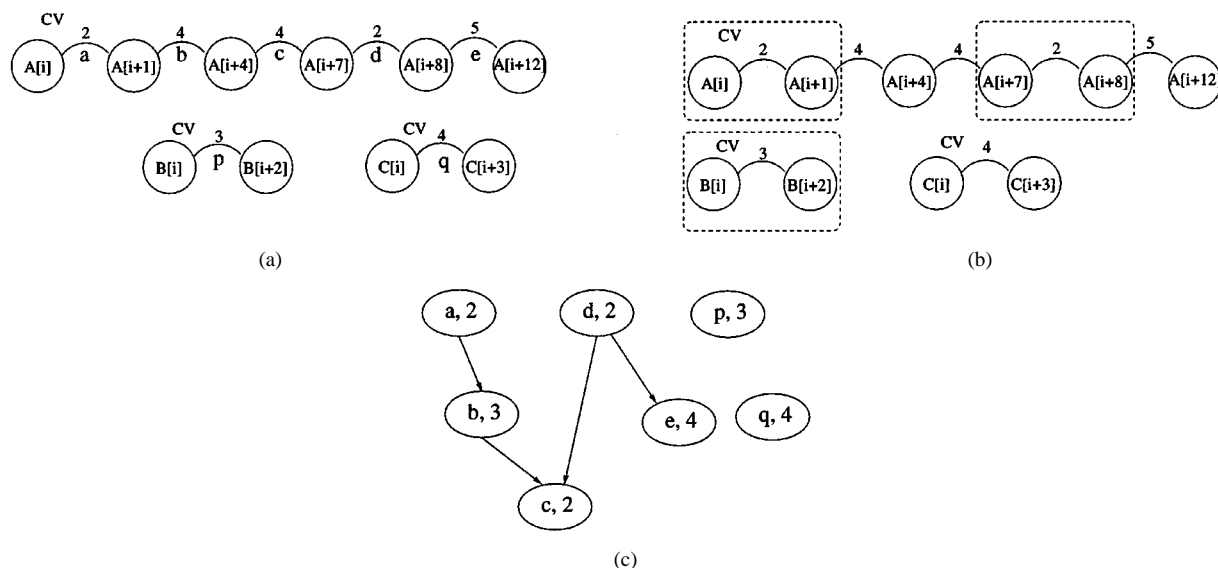 CV 2 4 4 2 5
A[i] a A[i+1] b A[i+4] c A[i+7] d A[i+8] e A[i+12]
CV 3
B[i] p B[i+2]
CV 4
C[i] q C[i+3]
(a)
CV 2 4 4 2 5
A[i] A[i+1] A[i+4] A[i+7] A[i+8] A[i+12]
CV 3
B[i] B[i+2]
CV 4
C[i] C[i+3]
(b)
a, 2 d, 2 p, 3
b, 3 e, 4 q, 4
c, 2
(c)